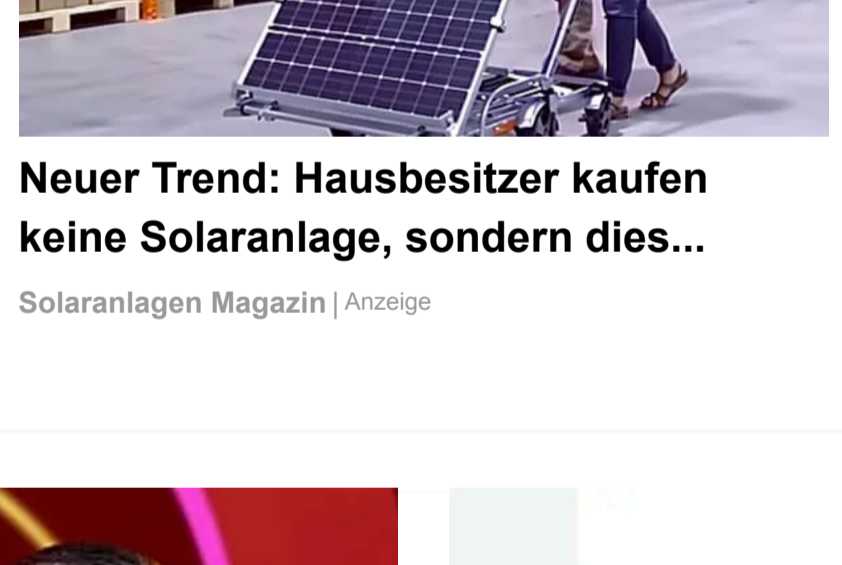 Neuer Trend: Hausbesitzer kaufen
keine Solaranlage, sondern dies...
Solaranlagen Magazin | Anzeige